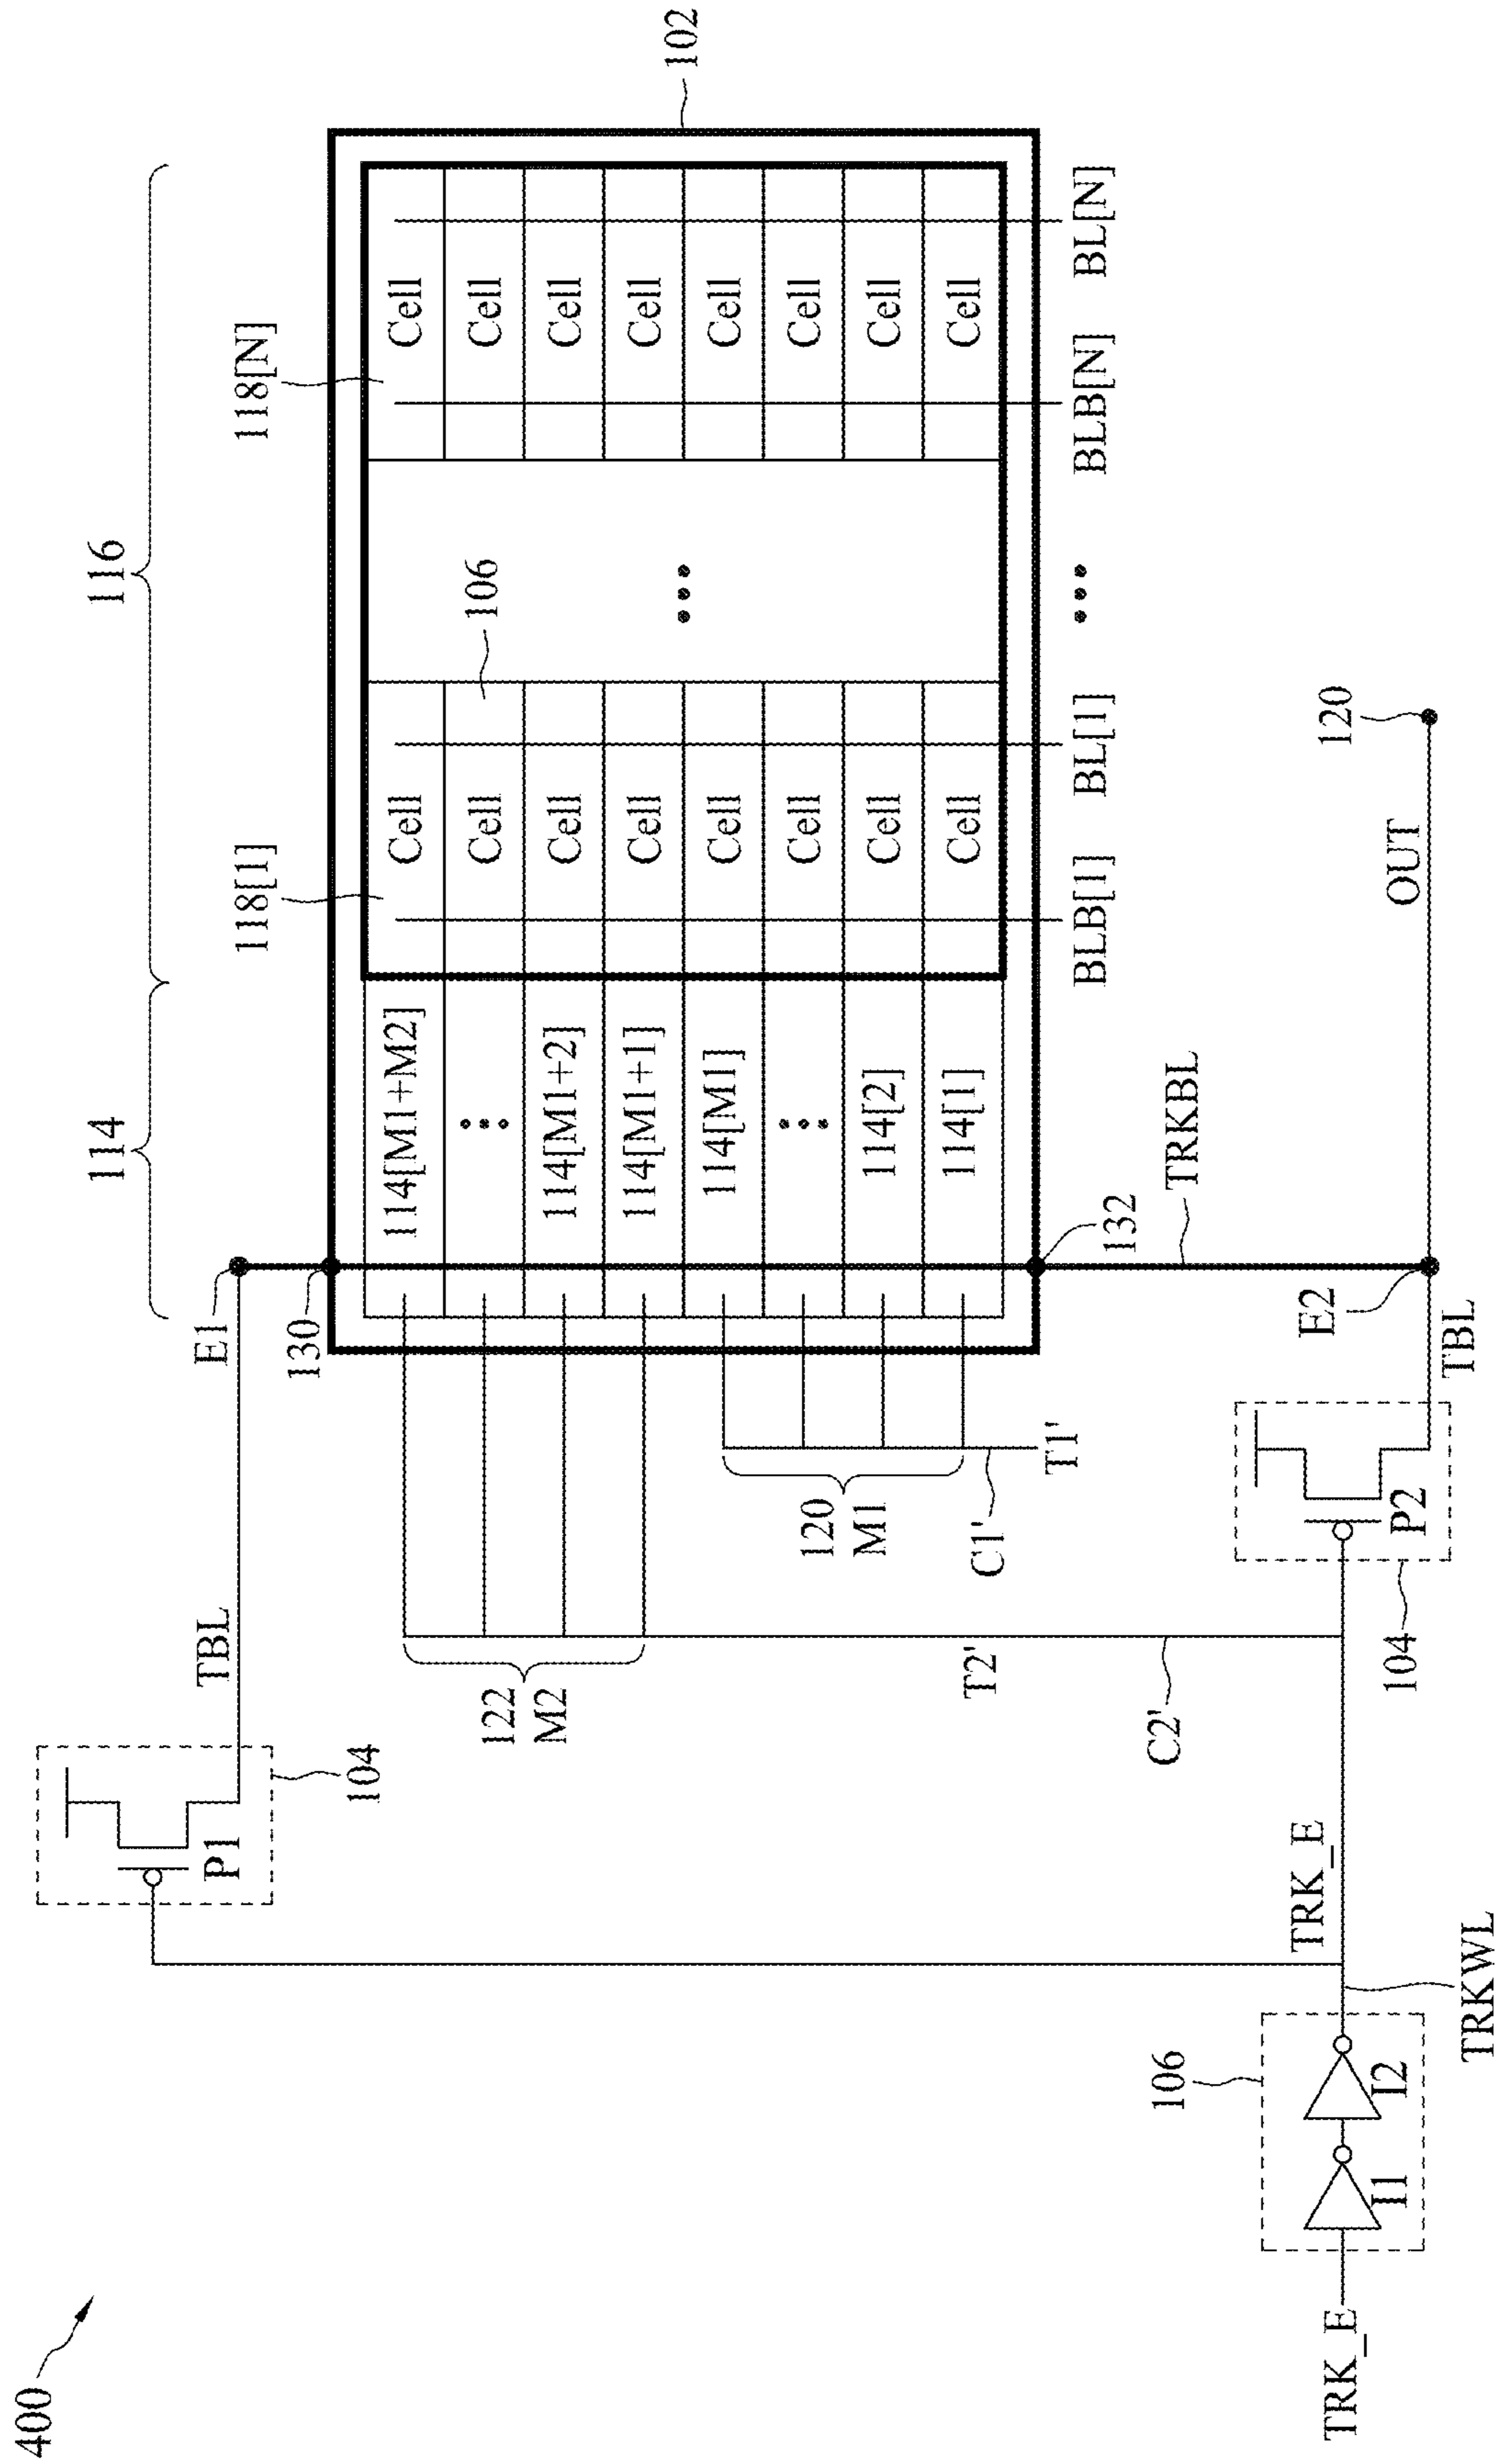 400
114
116
118[1]
118[N]
102
E1
130
TBL
P1
104
114[M1+M2]
Cell
Cell
114[M1+2]
114[M1+1]
114[M1]
114[2]
114[1]
Cell
Cell
Cell
Cell
Cell
Cell
Cell
106
Cell
Cell
Cell
Cell
Cell
Cell
Cell
122
M2
120
M1
T2'
C1'
T1'
132
BLB[1]
BL[1]
BLB[N]
BL[N]
C2'
TRKBL
106
TRK_E
I1
I2
TRK_E
TRKWL
P2
104
E2
TBL
OUT
120